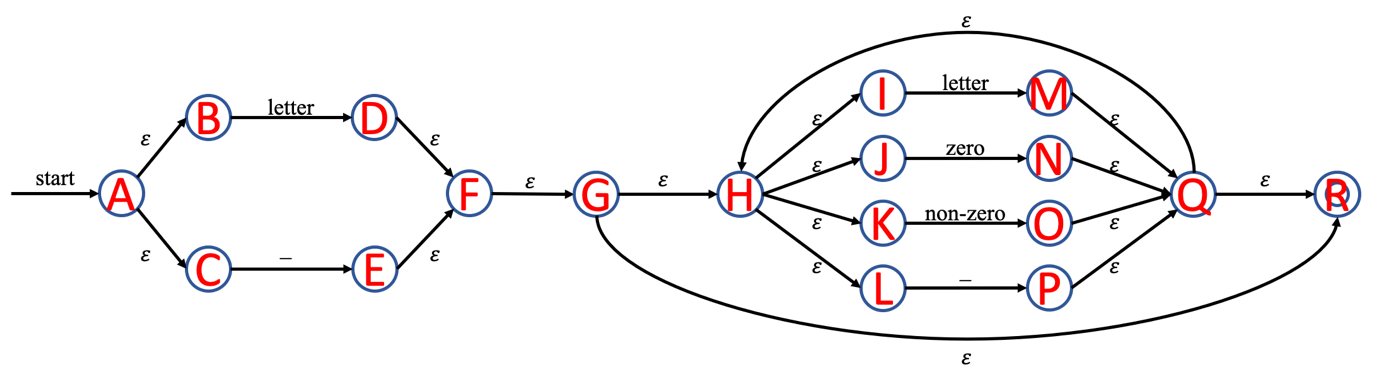 ε
I letter M
B letter D ε ε
ε ε J zero N
ε ε
start A F ε G ε H Q ε R
ε non-zero ε
K O
ε – ε ε ε
C E L – P
ε